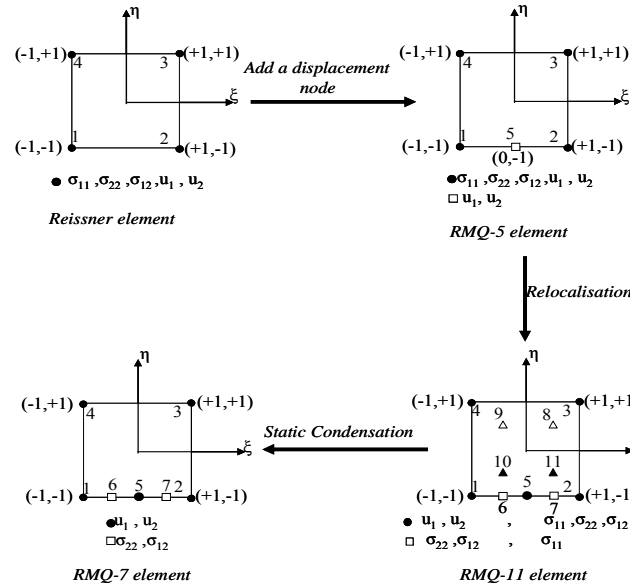 η
(-1,+1)
(+1,+1)
4
3
ξ
1
2
(-1,-1)
(+1,-1)
● σ11 ,σ22 ,σ12,u1 , u2
Reissner element
Add a displacement
node
η
(-1,+1)
(+1,+1)
4
3
ξ
1
5
2
(-1,-1)
(+1,-1)
(0,-1)
●σ11 ,σ22 ,σ12,u1 , u2
□ u1, u2
RMQ-5 element
Relocalisation
η
(-1,+1)
(+1,+1)
4
3
ξ
1
6
5
7
2
(-1,-1)
(+1,-1)
●u1 , u2
□σ22 ,σ12
RMQ-7 element
Static Condensation
η
(-1,+1)
(+1,+1
4
9
8
3
10
11
1
5
2
(-1,-1)
(+1,-1)
6
7
● u1 , u2 , σ11 ,σ22 ,σ12
□ σ22 ,σ12 , σ11
RMQ-11 element